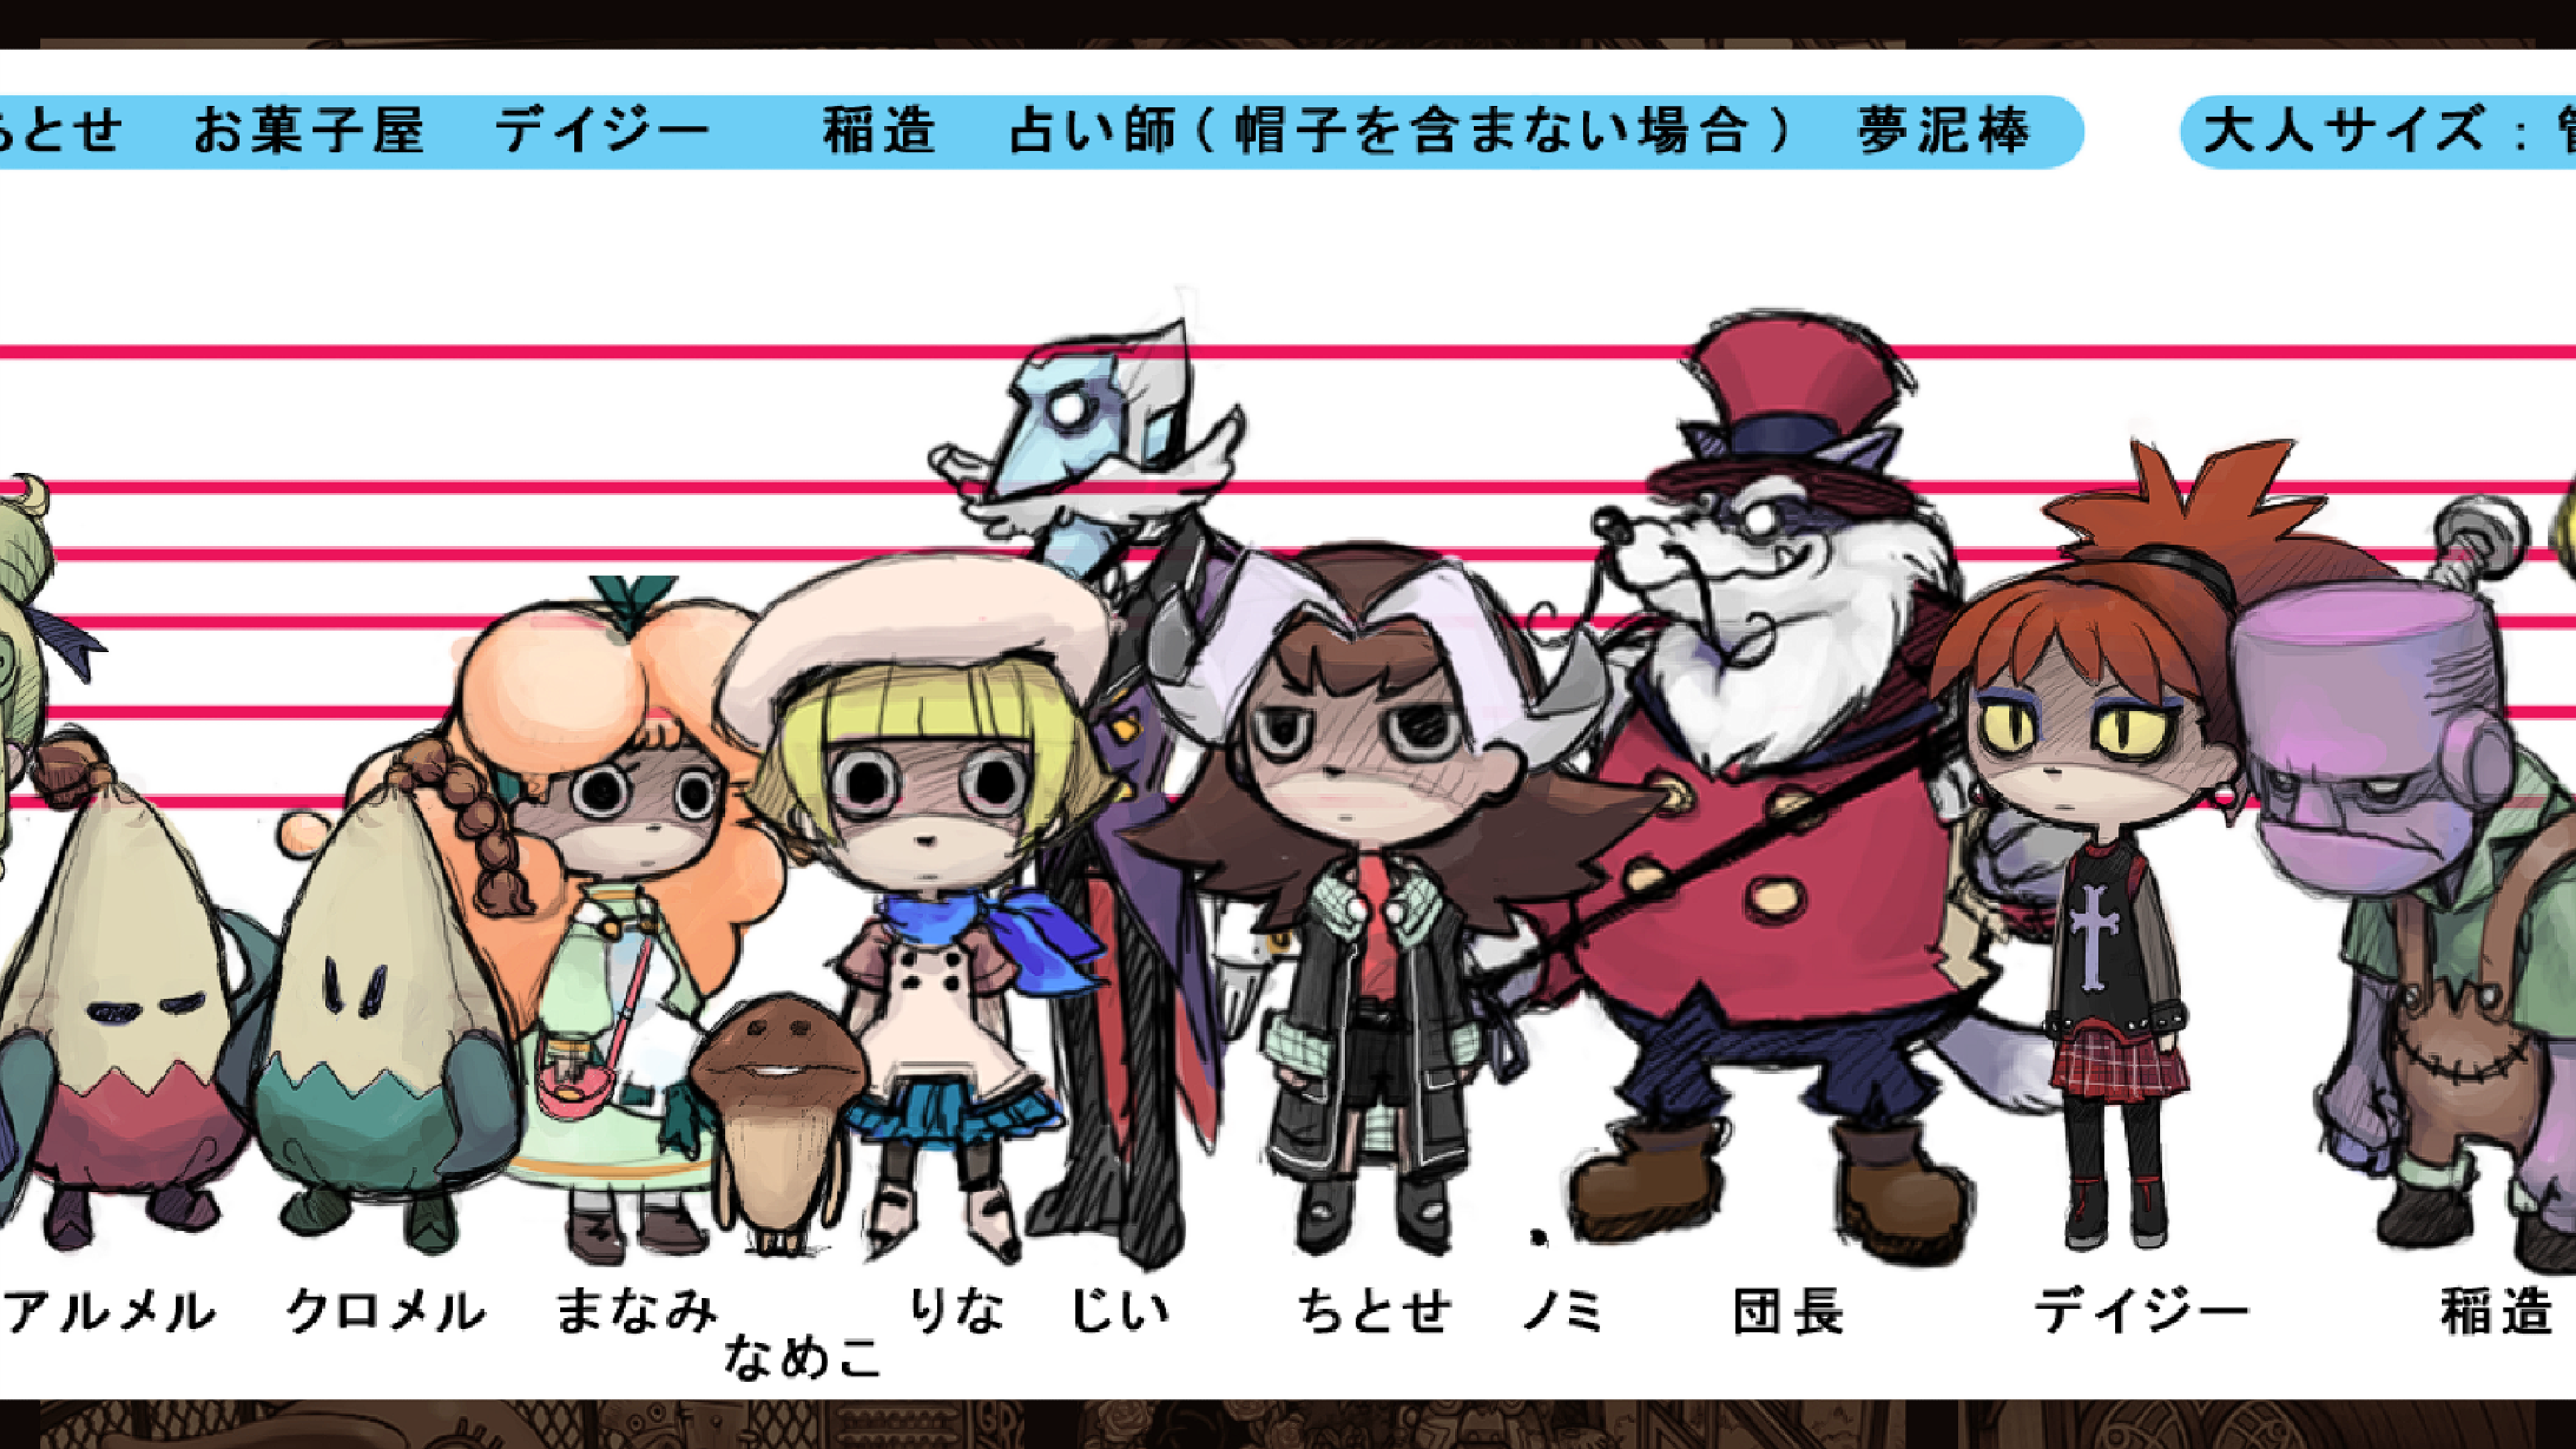 ちとせ お菓子屋 デイジー 稲造 占い師(帽子を含まない場合) 夢泥棒
大人サイズ:
アルメル クロメル まなみ りな じい ちとせ ノミ 団長 デイジー 稲造
なめこ